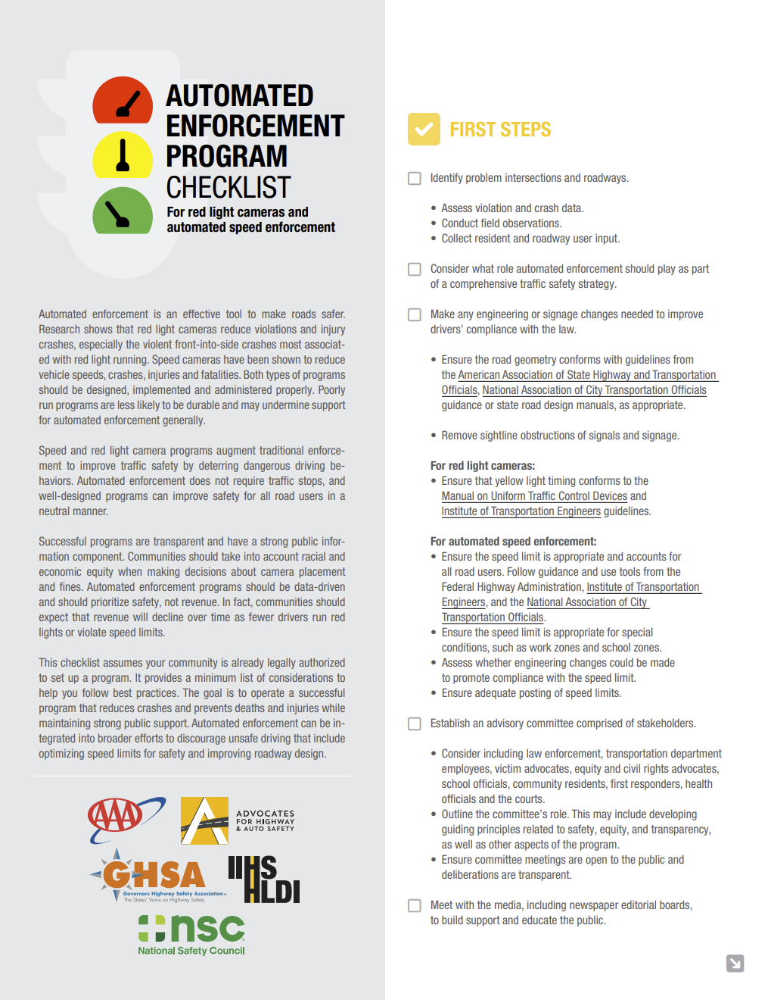 AUTOMATED
ENFORCEMENT
PROGRAM
CHECKLIST
For red light cameras and
automated speed enforcement
Automated enforcement is an effective tool to make roads safer.
Research shows that red light cameras reduce violations and injury
crashes, especially the violent front-into-side crashes most associat-
ed with red light running. Speed cameras have been shown to reduce
vehicle speeds, crashes, injuries and fatalities. Both types of programs
should be designed, implemented and administered properly. Poorly
run programs are less likely to be durable and may undermine support
for automated enforcement generally.
Speed and red light camera programs augment traditional enforce-
ment to improve traffic safety by deterring dangerous driving be-
haviors. Automated enforcement does not require traffic stops, and
well-designed programs can improve safety for all road users in a
neutral manner.
Successful programs are transparent and have a strong public infor-
mation component. Communities should take into account racial and
economic equity when making decisions about camera placement
and fines. Automated enforcement programs should be data-driven
and should prioritize safety, not revenue. In fact, communities should
expect that revenue will decline over time as fewer drivers run red
lights or violate speed limits.
This checklist assumes your community is already legally authorized
to set up a program. It provides a minimum list of considerations to
help you follow best practices. The goal is to operate a successful
program that reduces crashes and prevents deaths and injuries while
maintaining strong public support. Automated enforcement can be in-
tegrated into broader efforts to discourage unsafe driving that include
optimizing speed limits for safety and improving roadway design.
AAA
ADVOCATES
FOR HIGHWAY
& AUTO SAFETY
GHSA
Governors Highway Safety Association®
The States' Voice on Highway Safety
IIHS
HLDI
nsc
National Safety Council
FIRST STEPS
Identify problem intersections and roadways.
• Assess violation and crash data.
• Conduct field observations.
• Collect resident and roadway user input.
Consider what role automated enforcement should play as part
of a comprehensive traffic safety strategy.
Make any engineering or signage changes needed to improve
drivers' compliance with the law.
• Ensure the road geometry conforms with guidelines from
the American Association of State Highway and Transportation
Officials, National Association of City Transportation Officials
guidance or state road design manuals, as appropriate.
• Remove sightline obstructions of signals and signage.
For red light cameras:
• Ensure that yellow light timing conforms to the
Manual on Uniform Traffic Control Devices and
Institute of Transportation Engineers guidelines.
For automated speed enforcement:
• Ensure the speed limit is appropriate and accounts for
all road users. Follow guidance and use tools from the
Federal Highway Administration, Institute of Transportation
Engineers, and the National Association of City
Transportation Officials.
• Ensure the speed limit is appropriate for special
conditions, such as work zones and school zones.
• Assess whether engineering changes could be made
to promote compliance with the speed limit.
• Ensure adequate posting of speed limits.
Establish an advisory committee comprised of stakeholders.
• Consider including law enforcement, transportation department
employees, victim advocates, equity and civil rights advocates,
school officials, community residents, first responders, health
officials and the courts.
• Outline the committee's role. This may include developing
guiding principles related to safety, equity, and transparency,
as well as other aspects of the program.
• Ensure committee meetings are open to the public and
deliberations are transparent.
Meet with the media, including newspaper editorial boards,
to build support and educate the public.